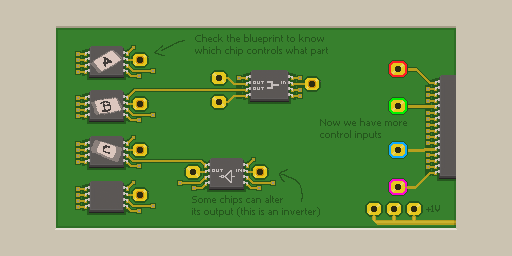 Check the blueprint to know
which chip controls what part
A
OUT
OUT
IN
B
Now we have more
control inputs
C
OUT
IN
Some chips can alter
its output (this is an inverter)
+1V